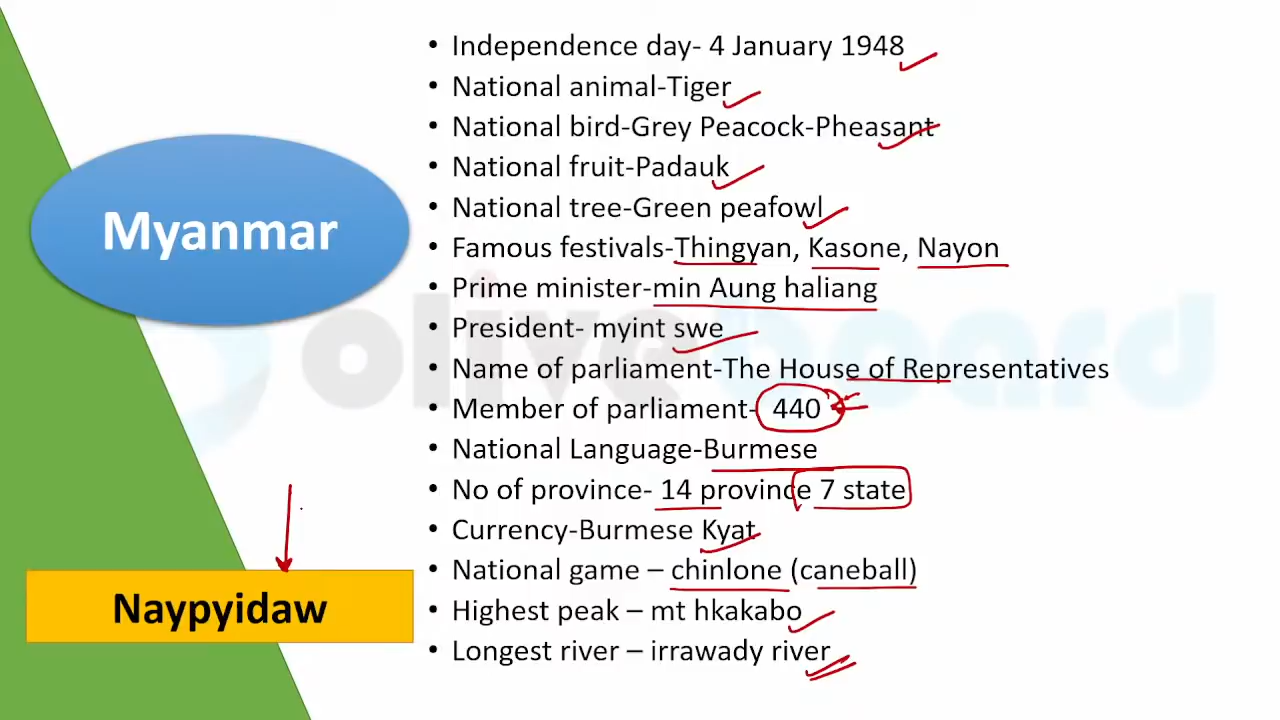 Myanmar
• Independence day- 4 January 1948
• National animal-Tiger
• National bird-Grey Peacock-Pheasant
• National fruit-Padauk
• National tree-Green peafowl
• Famous festivals-Thingyan, Kasone, Nayon
• Prime minister-min Aung haliang
• President- myint swe
• Name of parliament-The House of Representatives
• Member of parliament- 440
• National Language-Burmese
• No of province- 14 province 7 state
• Currency-Burmese Kyat
• National game – chinlone (caneball)
• Highest peak – mt hkakabo
• Longest river – irrawady river
Naypyidaw
oliveboard